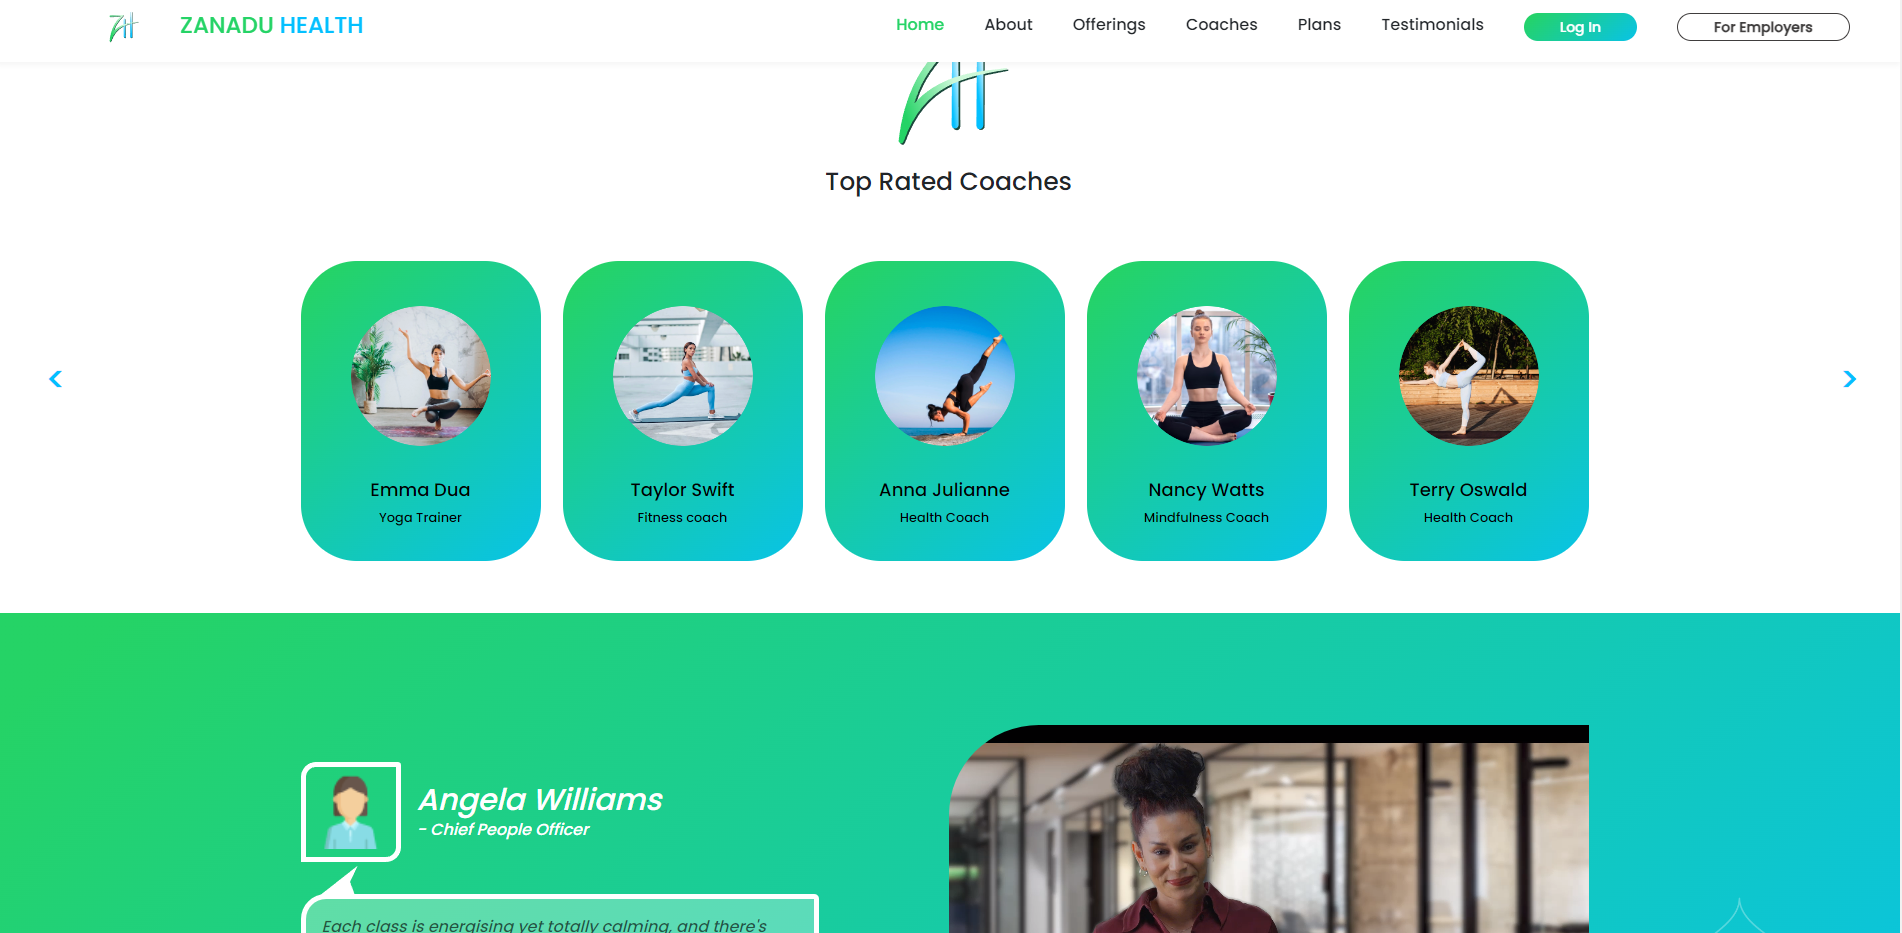 ZANADU HEALTH
Home About Offerings Coaches Plans Testimonials Log In For Employers
Top Rated Coaches
Emma Dua
Yoga Trainer
Taylor Swift
Fitness coach
Anna Julianne
Health Coach
Nancy Watts
Mindfulness Coach
Terry Oswald
Health Coach
Angela Williams
- Chief People Officer
Each class is energising yet totally calming, and there's